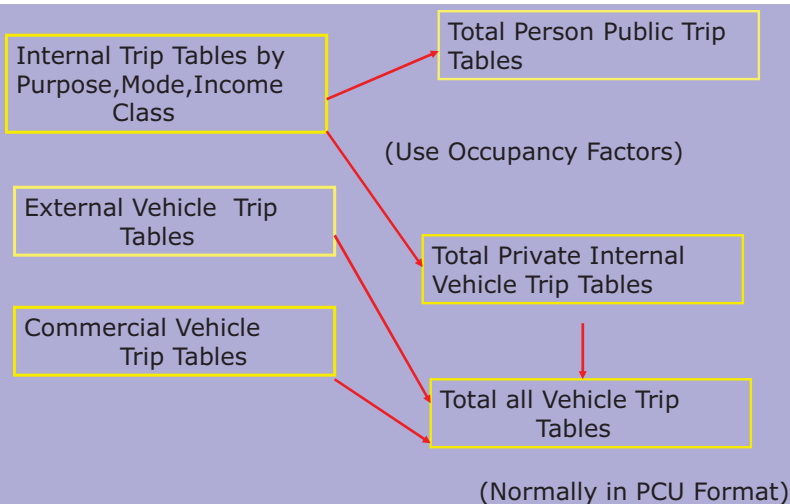 Internal Trip Tables by
Purpose,Mode,Income
Class
Total Person Public Trip
Tables
(Use Occupancy Factors)
External Vehicle Trip
Tables
Total Private Internal
Vehicle Trip Tables
Commercial Vehicle
Trip Tables
Total all Vehicle Trip
Tables
(Normally in PCU Format)